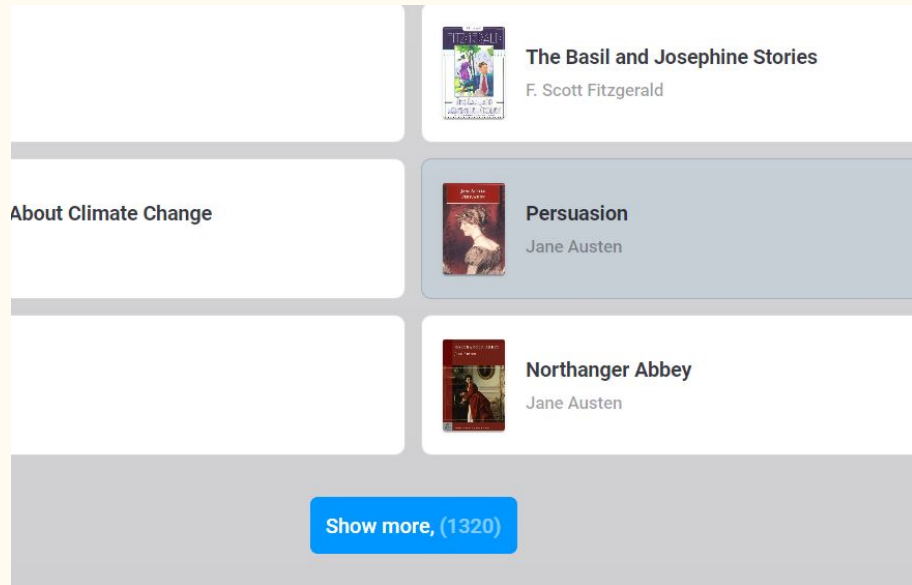 The Basil and Josephine Stories
F. Scott Fitzgerald
About Climate Change
Persuasion
Jane Austen
Northanger Abbey
Jane Austen
Show more, (1320)